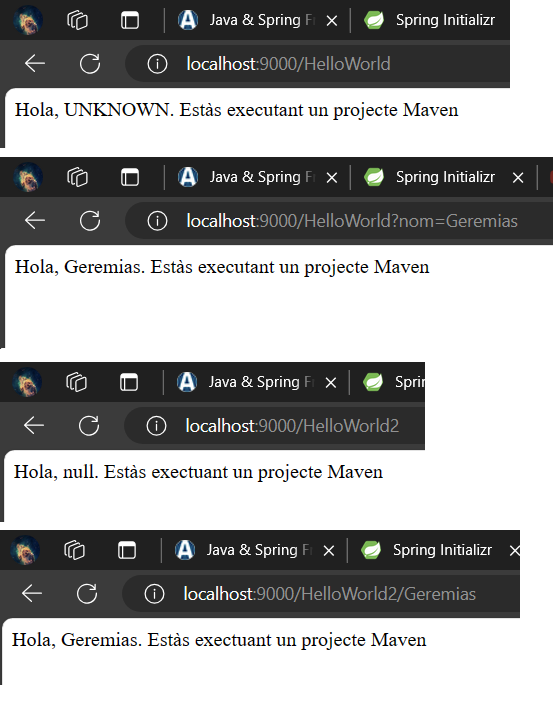 Java & Spring Fr
Spring Initializr
localhost:9000/HelloWorld
Hola, UNKNOWN. Estàs executant un projecte Maven
Java & Spring Fr
Spring Initializr
localhost:9000/HelloWorld?nom=Geremias
Hola, Geremias. Estàs executant un projecte Maven
Java & Spring Fr
Sprin
localhost:9000/HelloWorld2
Hola, null. Estàs exectuant un projecte Maven
Java & Spring Fr
Spring Initializr
localhost:9000/HelloWorld2/Geremias
Hola, Geremias. Estàs exectuant un projecte Maven